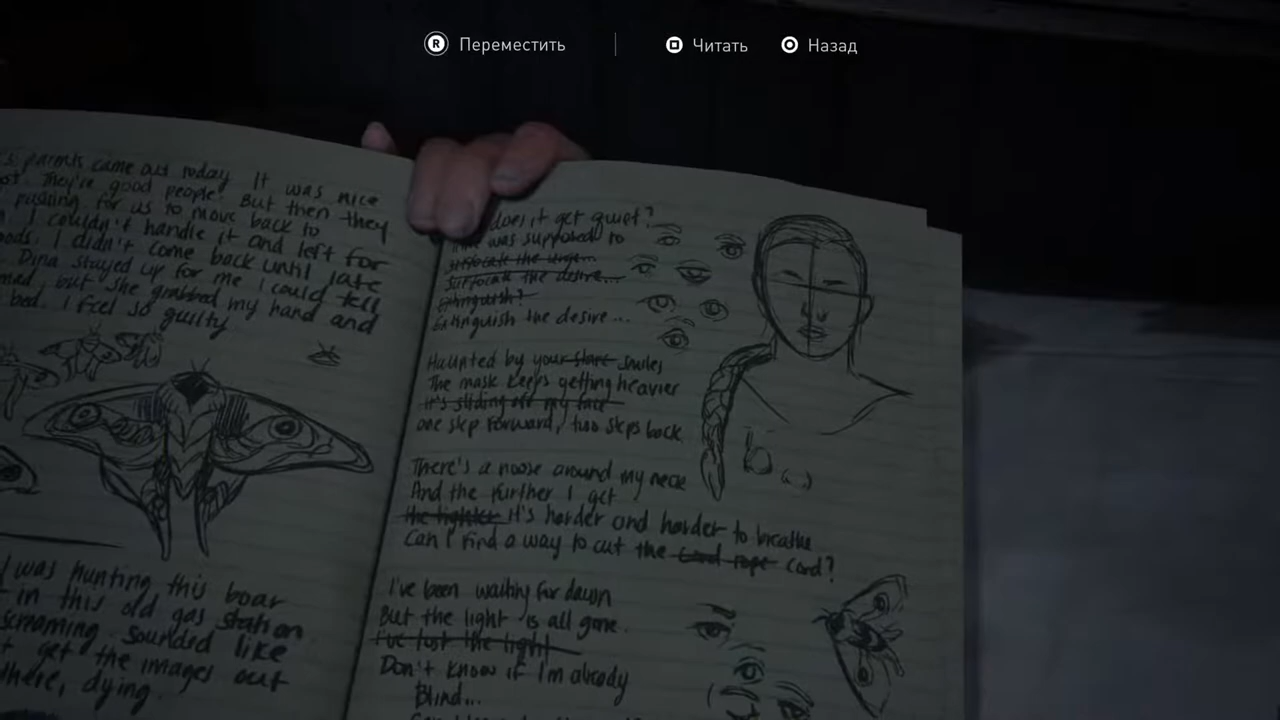 R Переместить Читать Назад
parents came out today. It was nice
They're good people. But then they
pushing for us to move back to
I couldn't handle it and left for
I didn't come back until late
Dina stayed up for me I could tell
mad, but she grabbed my hand and
bed. I feel so guilty
I was hunting this boar
in this old gas station
screaming. sounded like
get the images out
there, dying.
does it get quiet?
was supposed to
suffocate the urge...
suffocate the desire...
extinguish?
Extinguish the desire...
Haunted by your stare smiles
The mask keeps getting heavier
it's sliding off my face
one step forward, two steps back
There's a noose around my neck
And the further I get
the tighter It's harder and harder to breathe
Can I find a way to cut the cord rope cord?
I've been waiting for dawn
But the light is all gone.
I've lost the light
Don't know if I'm already
Blind...